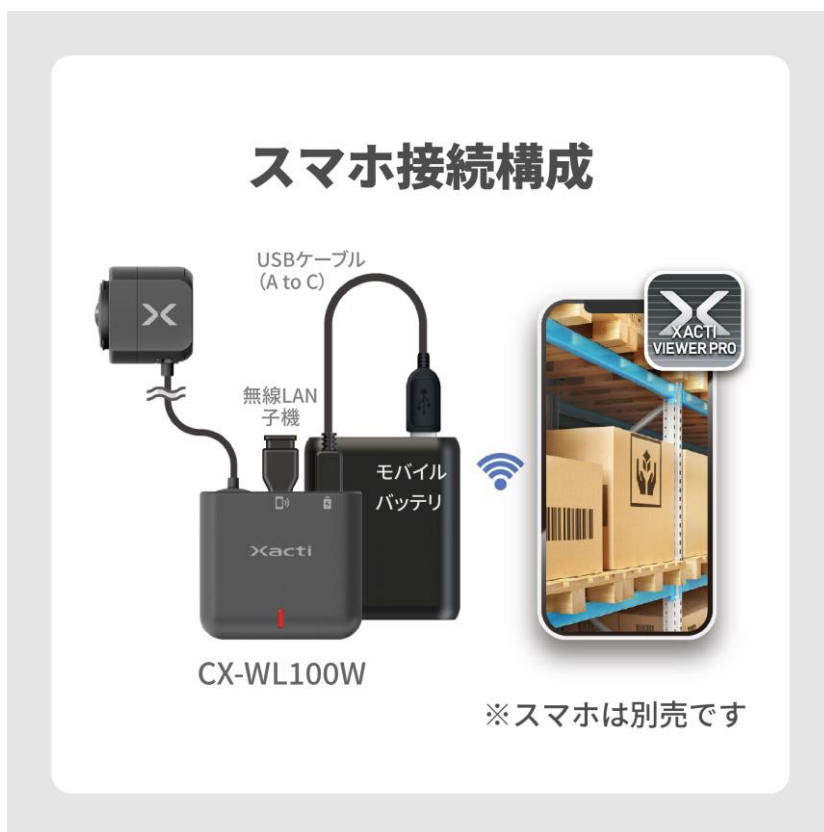 スマホ接続構成
USBケーブル
(A to C)
無線LAN
子機
モバイル
バッテリ
Xacti
XACTI
VIEWER PRO
CX-WL100W
※スマホは別売です